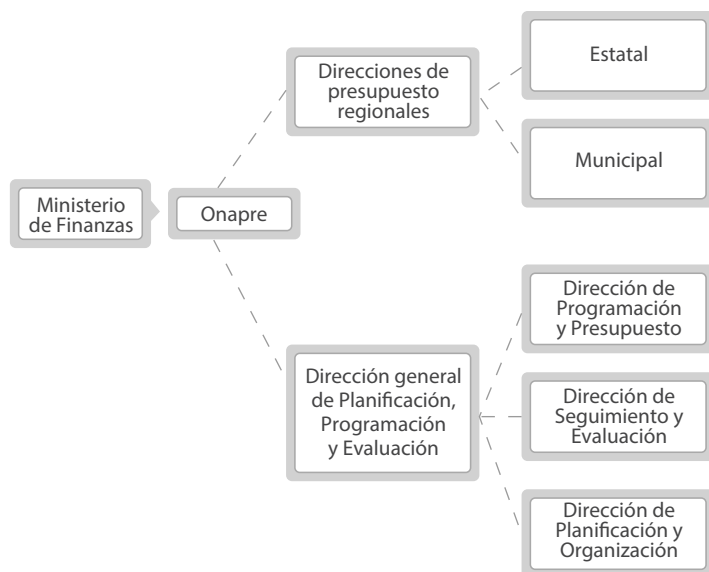 Ministerio
de Finanzas
Onapre
Direcciones de
presupuesto
regionales
Estatal
Municipal
Dirección general
de Planificación,
Programación
y Evaluación
Dirección de
Programación
y Presupuesto
Dirección de
Seguimiento y
Evaluación
Dirección de
Planificación y
Organización